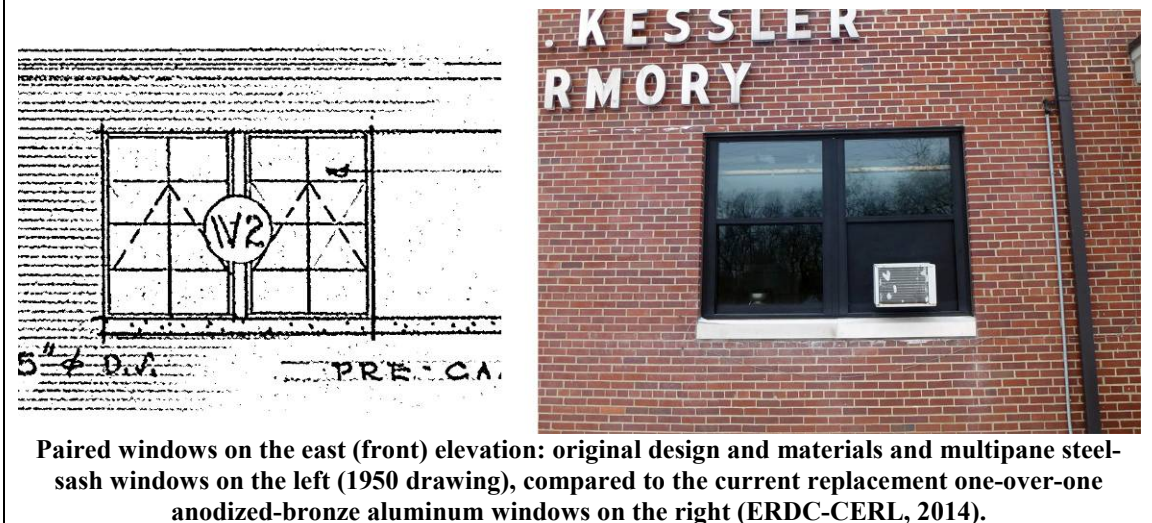 W2
5" ϕ D.V.
PRE-CA.
. KESSLER
RMORY
Paired windows on the east (front) elevation: original design and materials and multipane steel-
sash windows on the left (1950 drawing), compared to the current replacement one-over-one
anodized-bronze aluminum windows on the right (ERDC-CERL, 2014).